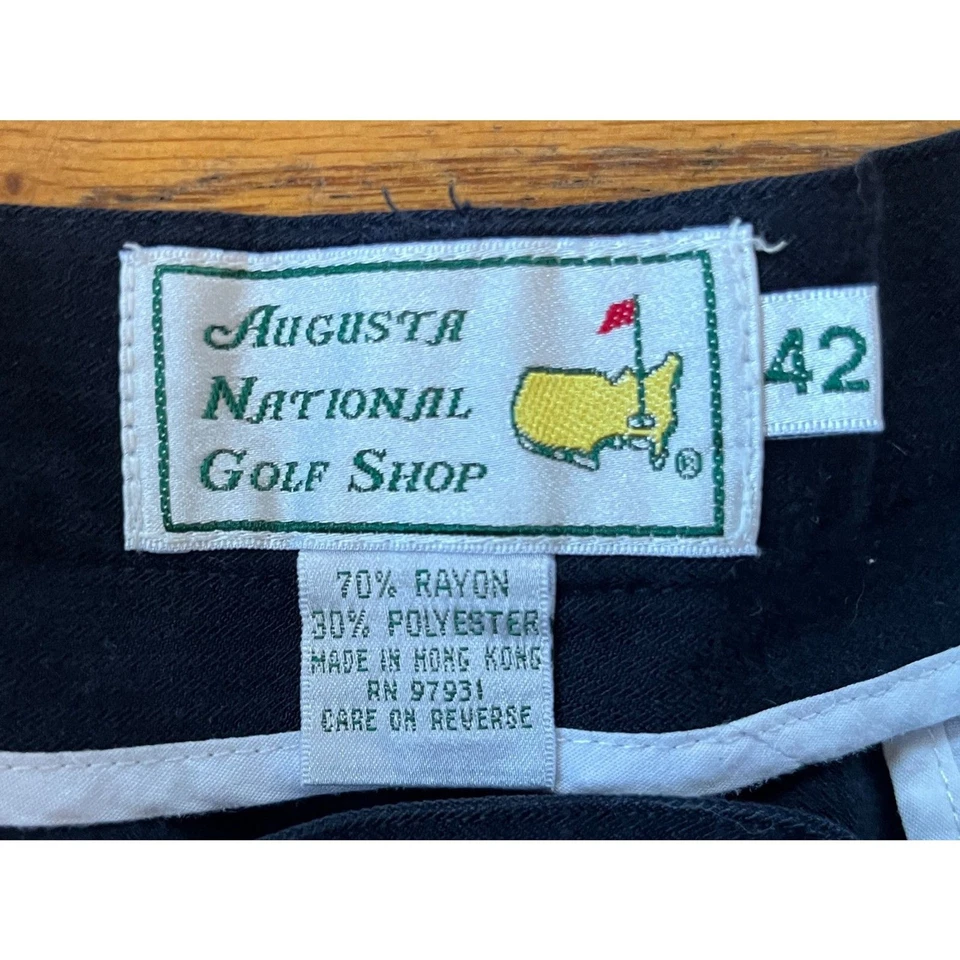 Augusta
National
Golf Shop
®
42
70% RAYON
30% POLYESTER
MADE IN HONG KONG
RN 97931
CARE ON REVERSE